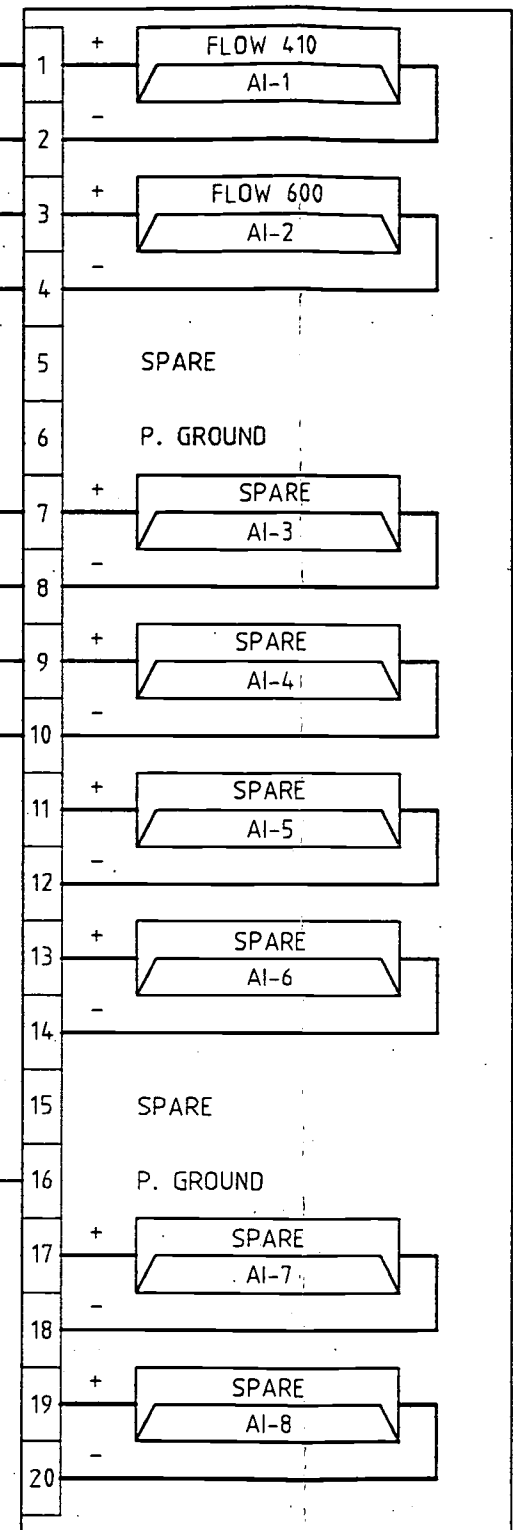 + FLOW 410
1
AI-1
-
2
+ FLOW 600
3
AI-2
-
4
5 SPARE
6 P. GROUND
+ SPARE
7
AI-3
-
8
+ SPARE
9
AI-4
-
10
+ SPARE
11
AI-5
-
12
+ SPARE
13
AI-6
-
14
15 SPARE
16 P. GROUND
+ SPARE
17
AI-7
-
18
+ SPARE
19
AI-8
-
20